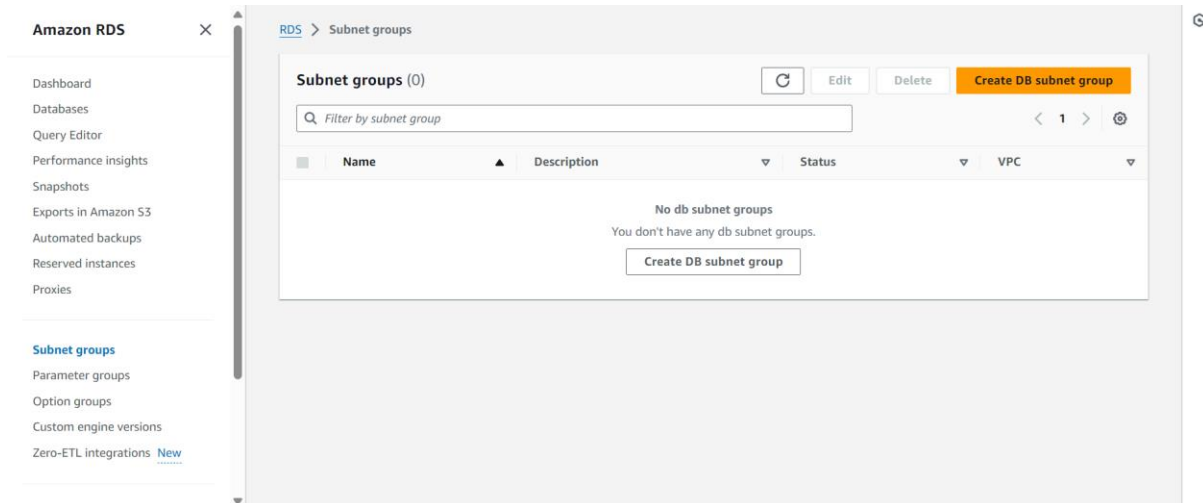 Amazon RDS
Dashboard
Databases
Query Editor
Performance insights
Snapshots
Exports in Amazon S3
Automated backups
Reserved instances
Proxies
Subnet groups
Parameter groups
Option groups
Custom engine versions
Zero-ETL integrations New
RDS > Subnet groups
Subnet groups (0)
Edit
Delete
Create DB subnet group
Filter by subnet group
1
Name Description Status VPC
No db subnet groups
You don't have any db subnet groups.
Create DB subnet group